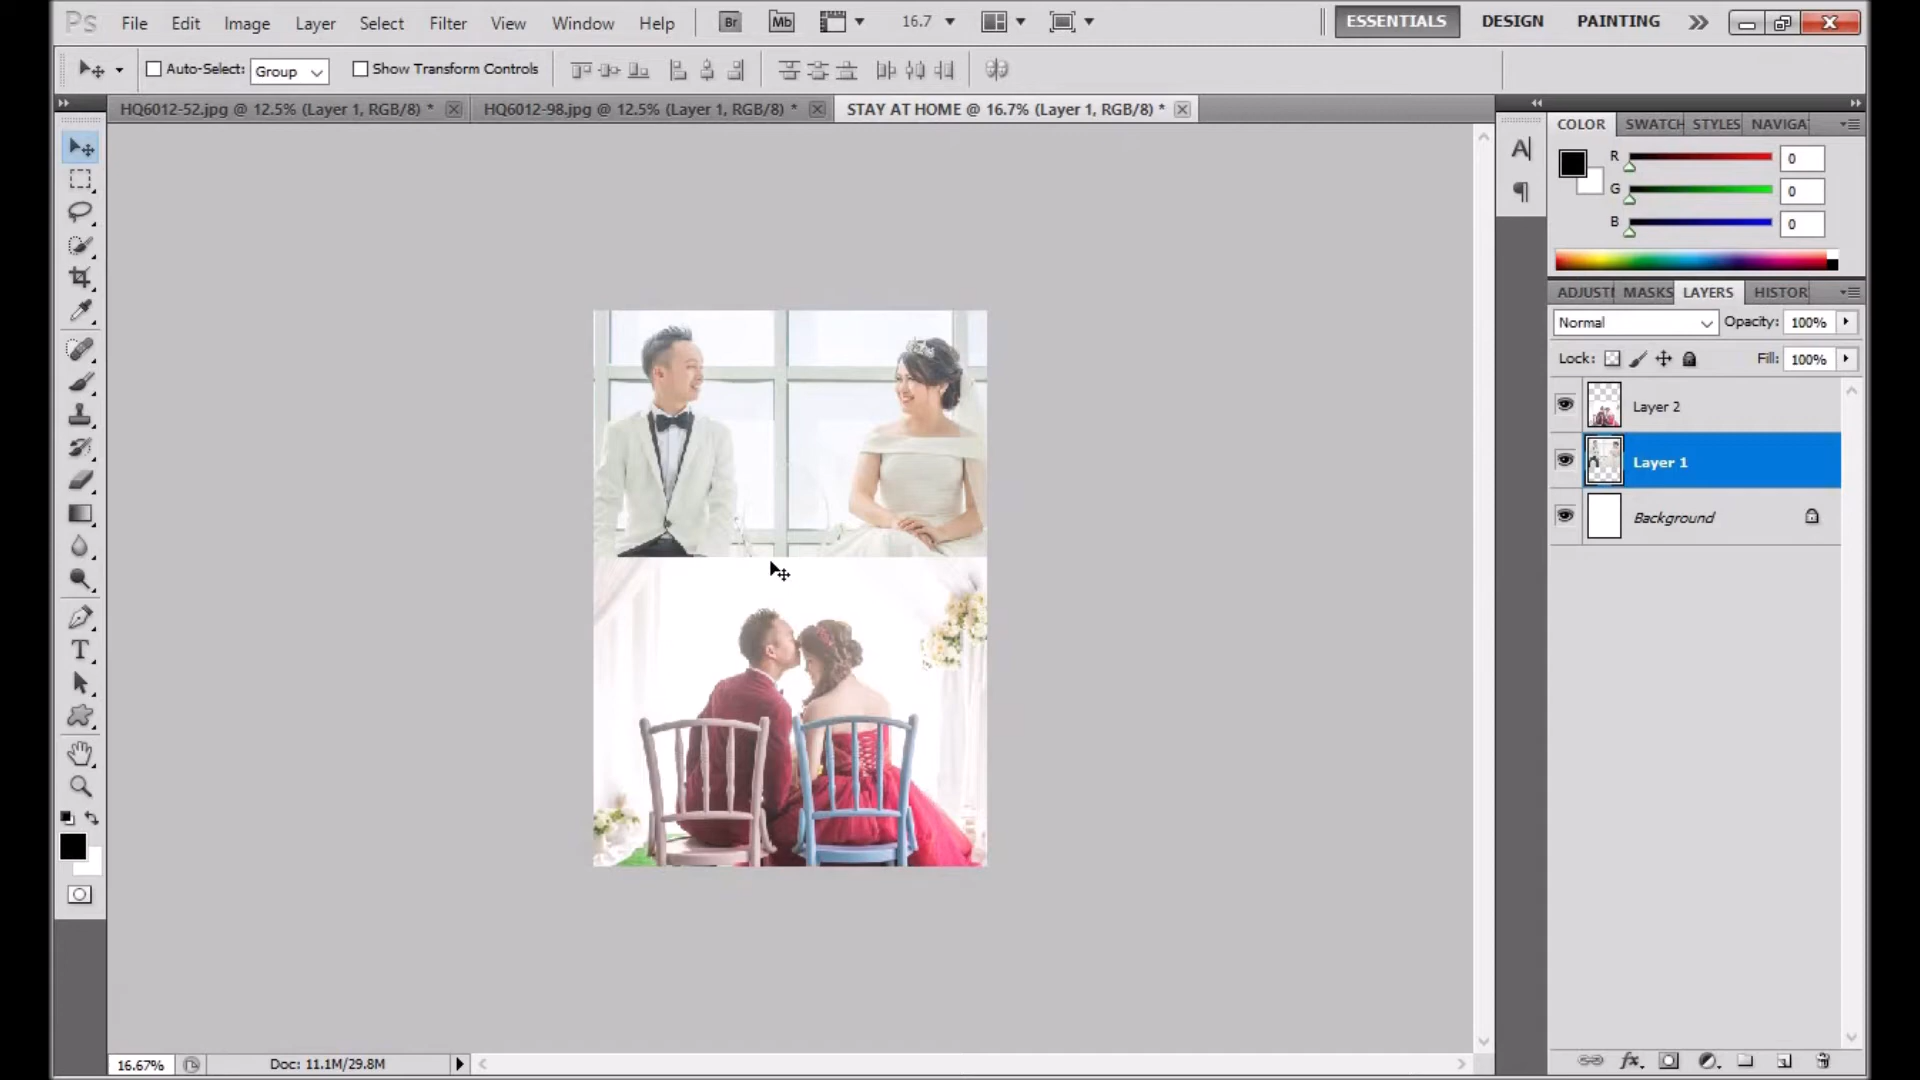 Ps File Edit Image Layer Select Filter View Window Help Br Mb 16.7 ESSENTIALS DESIGN PAINTING
Auto-Select: Group Show Transform Controls
HQ6012-52.jpg @ 12.5% (Layer 1, RGB/8) * HQ6012-98.jpg @ 12.5% (Layer 1, RGB/8) * STAY AT HOME @ 16.7% (Layer 1, RGB/8) *
COLOR SWATCH STYLES NAVIGA
R 0
G 0
B 0
ADJUSTI MASKS LAYERS HISTOR
Normal Opacity: 100%
Lock: Fill: 100%
Layer 2
Layer 1
Background
16.67% Doc: 11.1M/29.8M